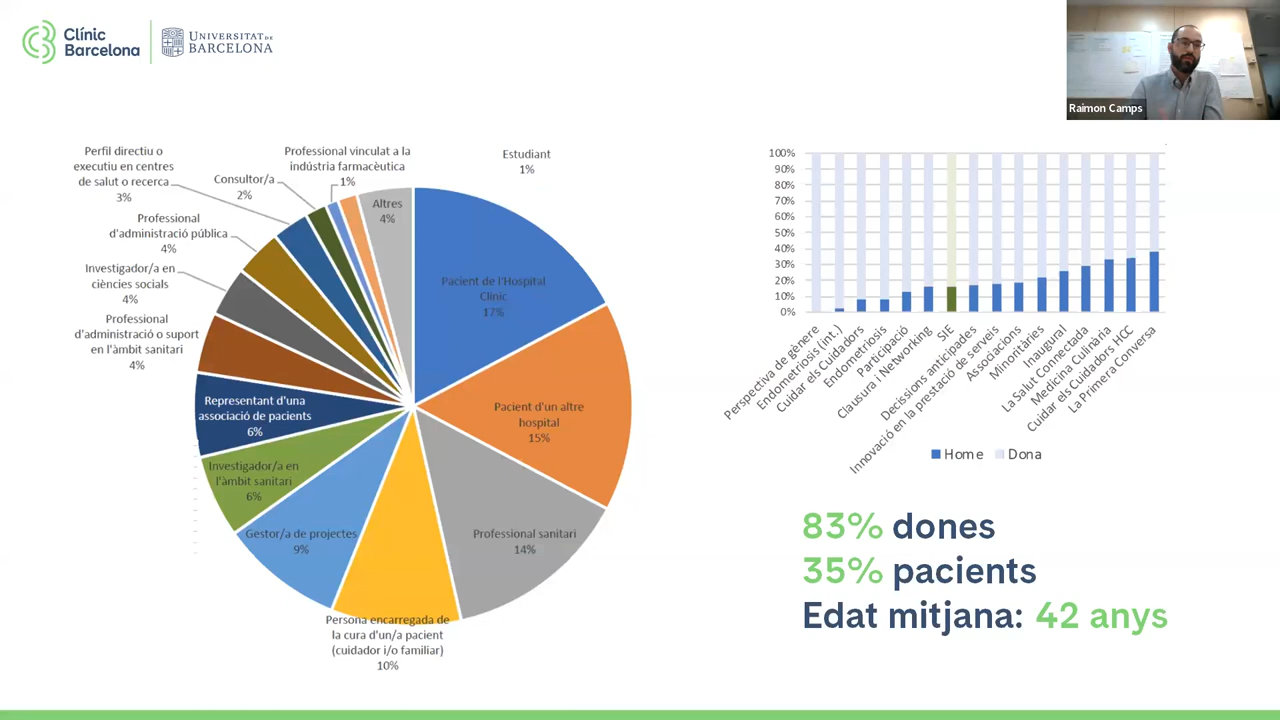 Clínic
Barcelona
UNIVERSITAT DE
BARCELONA
Raimon Camps
Perfil directiu o
executiu en centres
de salut o recerca
3%
Professional vinculat a la
indústria farmacèutica
1%
Estudiant
1%
Consultor/a
2%
Altres
4%
Professional
d'administració pública
4%
Investigador/a en
ciències socials
4%
Professional
d'administració o suport
en l'àmbit sanitari
4%
Representant d'una
associació de pacients
6%
Investigador/a en
l'àmbit sanitari
6%
Gestor/a de projectes
9%
Persona encarregada de
la cura d'un/a pacient
(cuidador i/o familiar)
10%
Professional sanitari
14%
Pacient d'un altre
hospital
15%
Pacient de l'Hospital
Clínic
17%
100%
90%
80%
70%
60%
50%
40%
30%
20%
10%
0%
Perspectiva de gènere
Endometriosis (int.)
Cuidar els Cuidadors
Endometriosis
Participació
Clausura i Networking
SIE
Decisions anticipades
Innovació en la prestació de serveis
Associacions
Minoritàries
Inaugural
La Salut Connectada
Medicina Culinària
Cuidar els Cuidadors HCC
La Primera Conversa
Home
Dona
83% dones
35% pacients
Edat mitjana: 42 anys